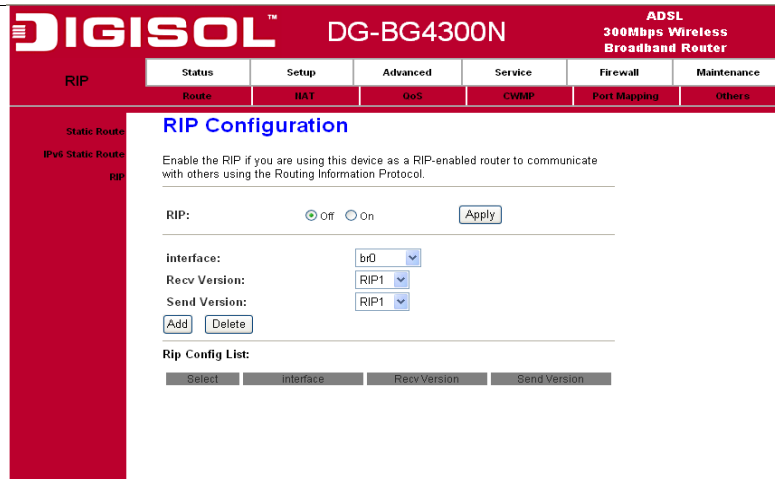 DIGISOL™ DG-BG4300N
ADSL
300Mbps Wireless
Broadband Router
RIP
Status Setup Advanced Service Firewall Maintenance
Route NAT QoS CWMP Port Mapping Others
Static Route
IPv6 Static Route
RIP
RIP Configuration
Enable the RIP if you are using this device as a RIP-enabled router to communicate
with others using the Routing Information Protocol.
RIP: Off On Apply
interface: br0
Recv Version: RIP1
Send Version: RIP1
Add Delete
Rip Config List:
Select interface Recv Version Send Version